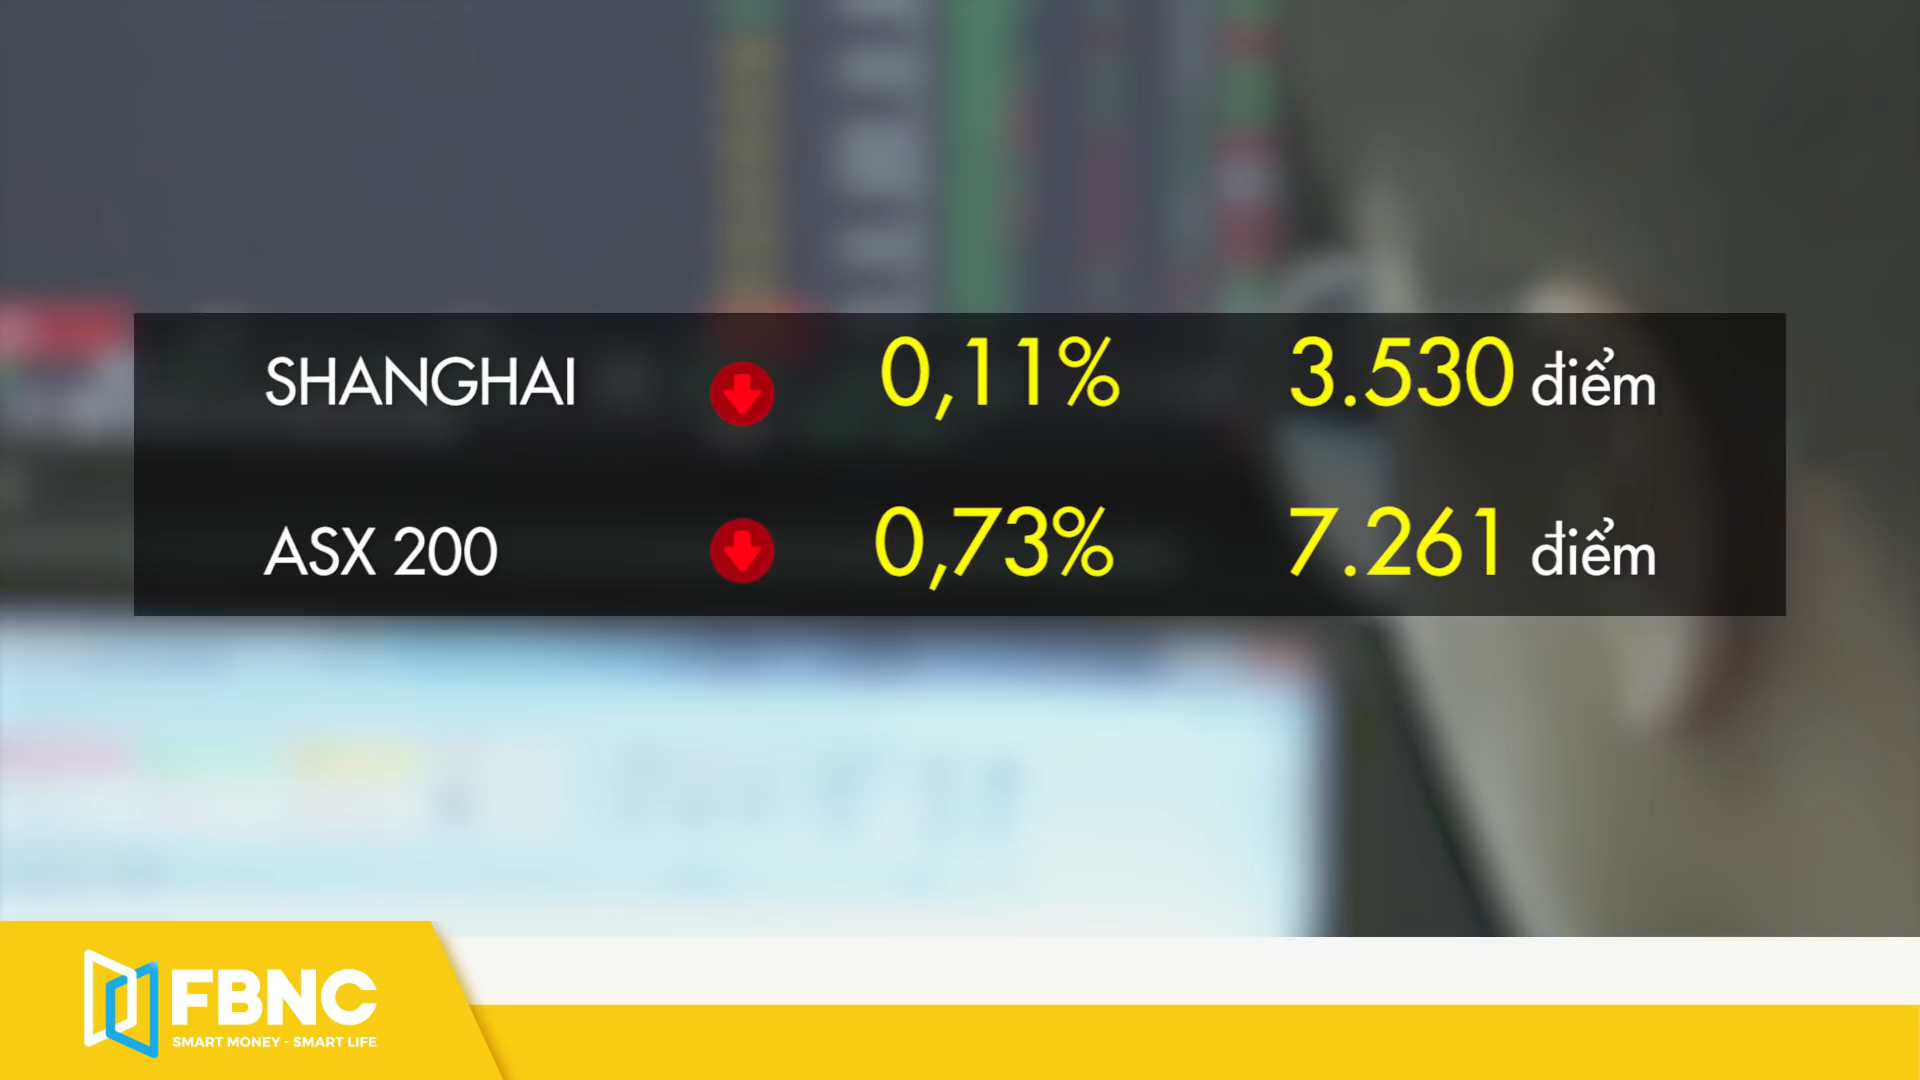 SHANGHAI 0,11% 3.530 điểm
ASX 200 0,73% 7.261 điểm
FBNC
SMART MONEY - SMART LIFE